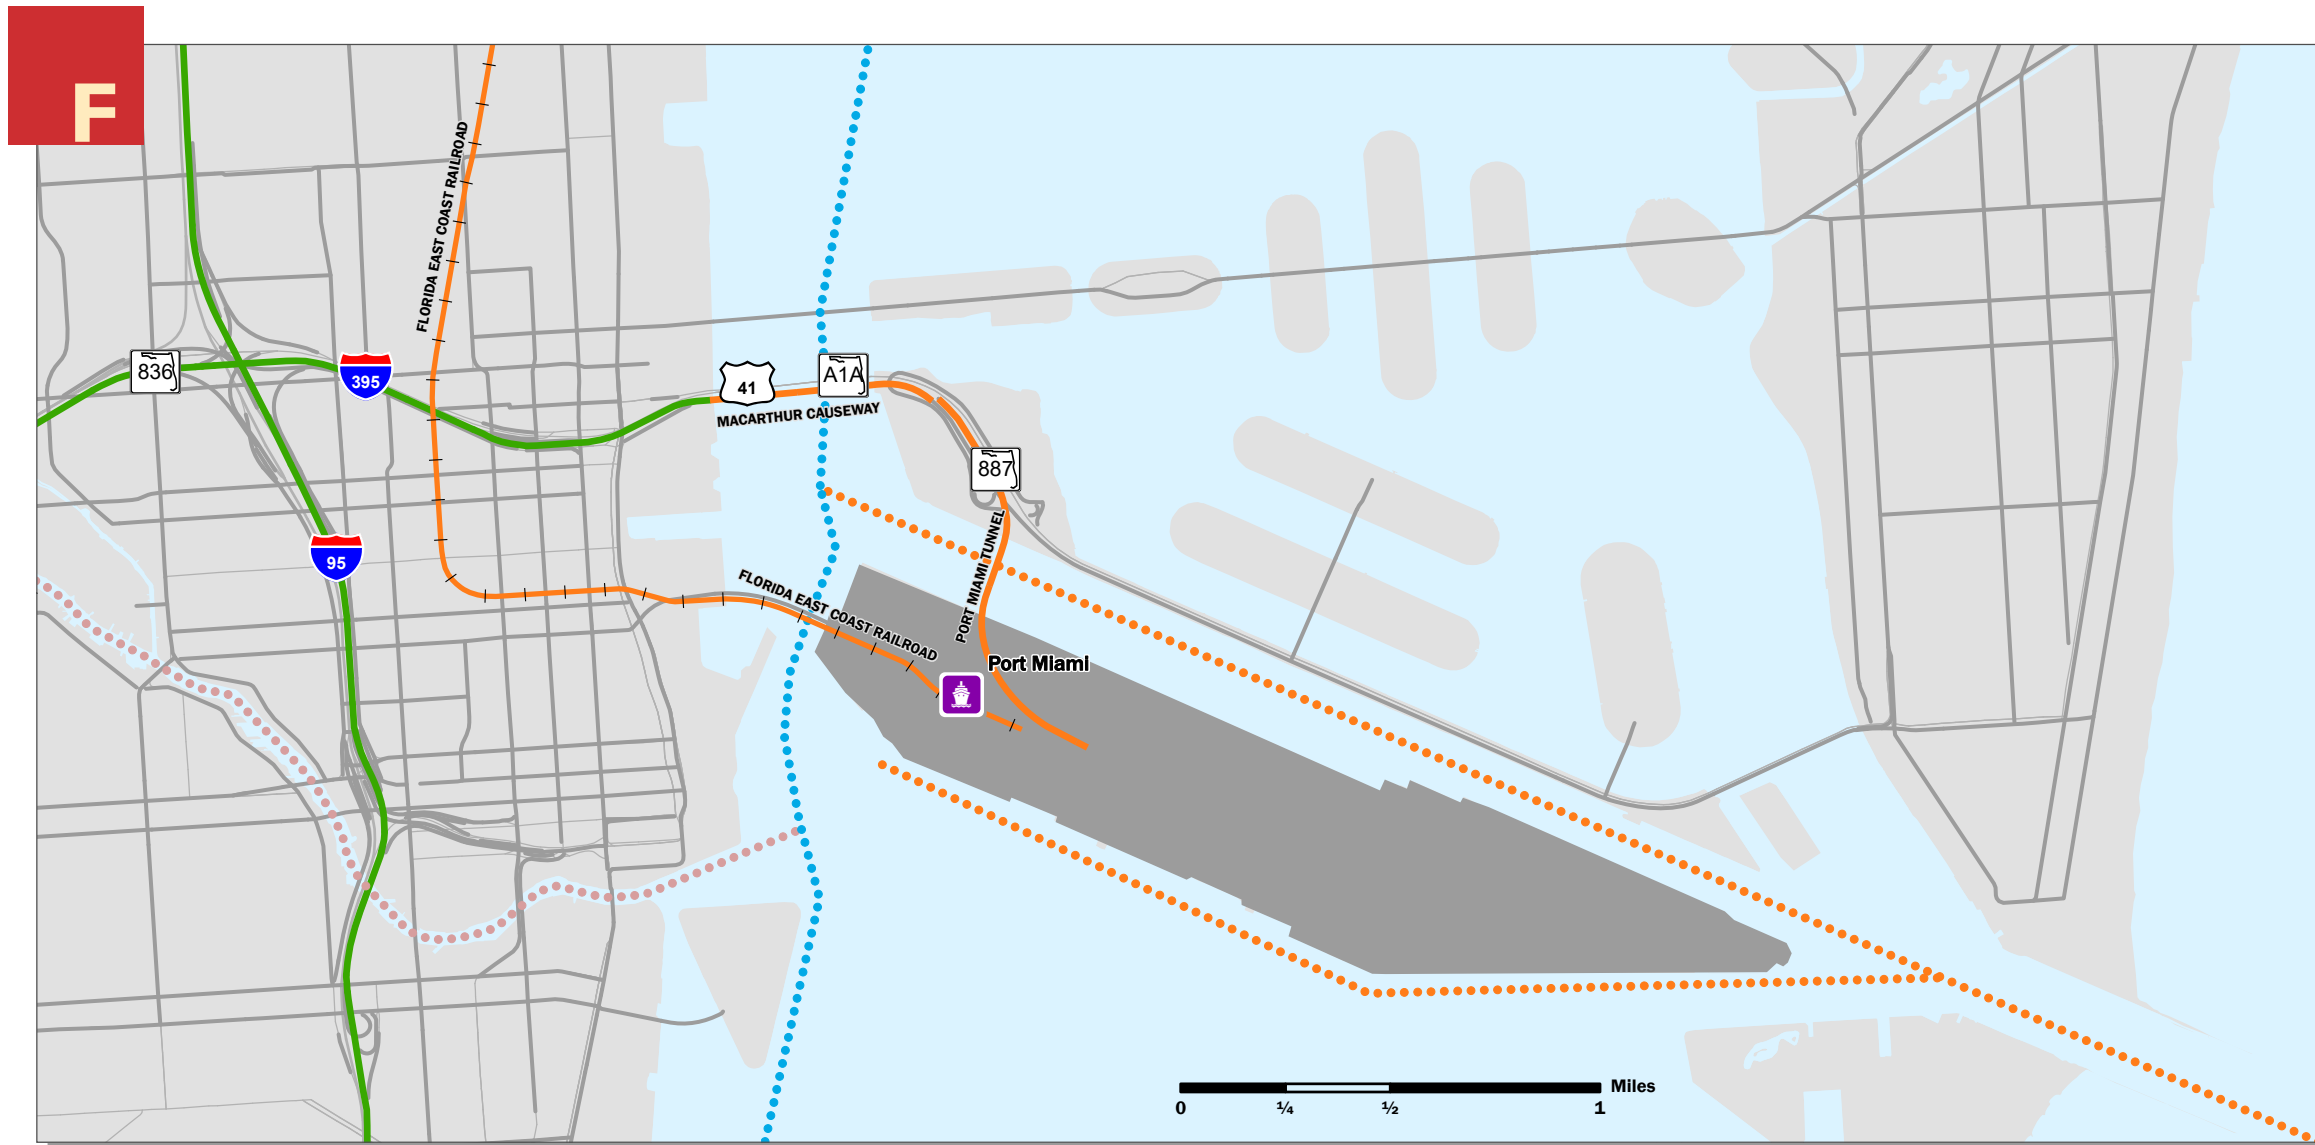 F
FLORIDA EAST COAST RAILROAD
836
395
41
A1A
MACARTHUR CAUSEWAY
887
95
PORT MIAMI TUNNEL
FLORIDA EAST COAST RAILROAD
Port Miami
Miles
0 ¼ ½ 1